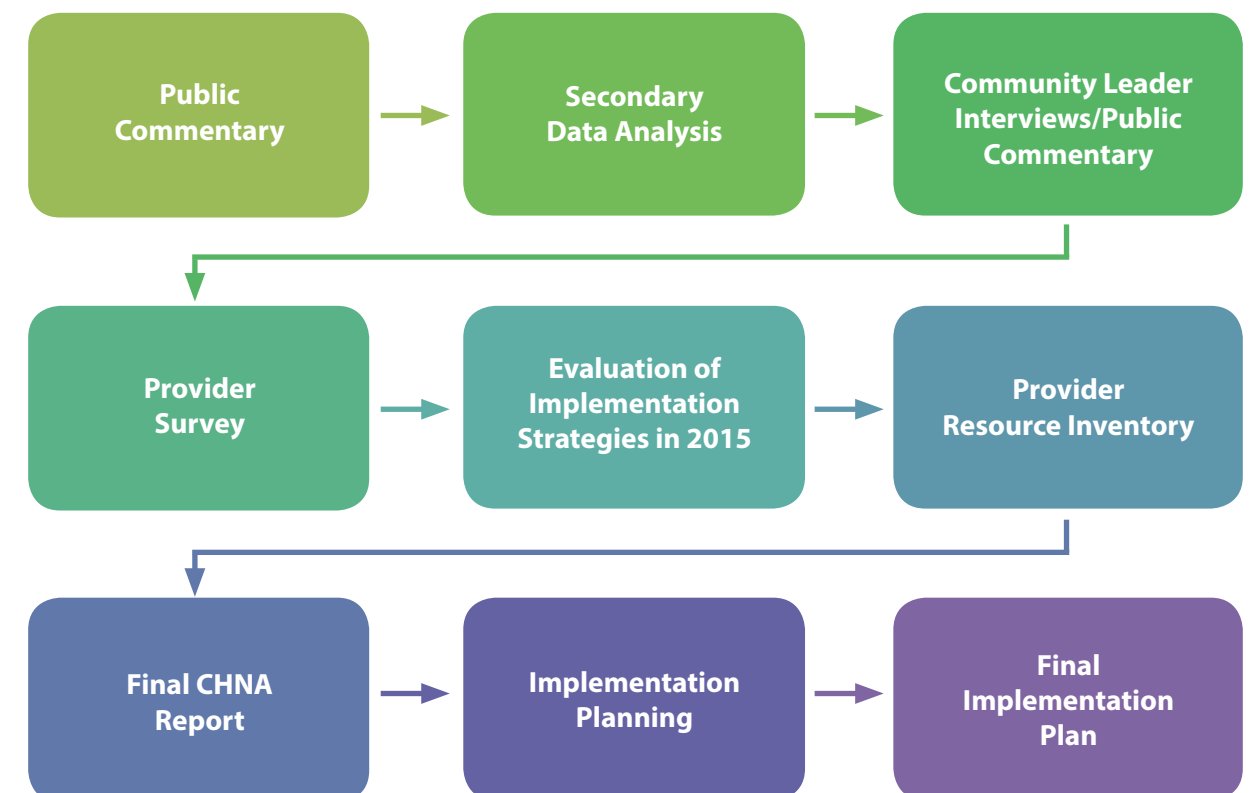 Public
Commentary
Secondary
Data Analysis
Community Leader
Interviews/Public
Commentary
Provider
Survey
Evaluation of
Implementation
Strategies in 2015
Provider
Resource Inventory
Final CHNA
Report
Implementation
Planning
Final
Implementation
Plan